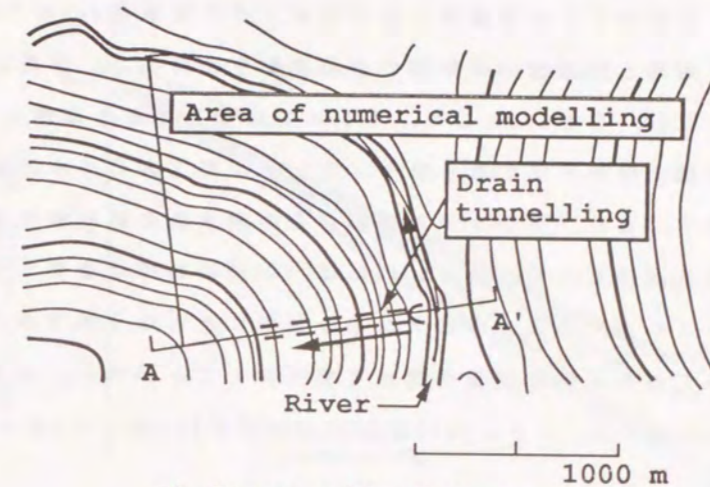 Area of numerical modelling
Drain
tunnelling
A'
A
River
1000 m